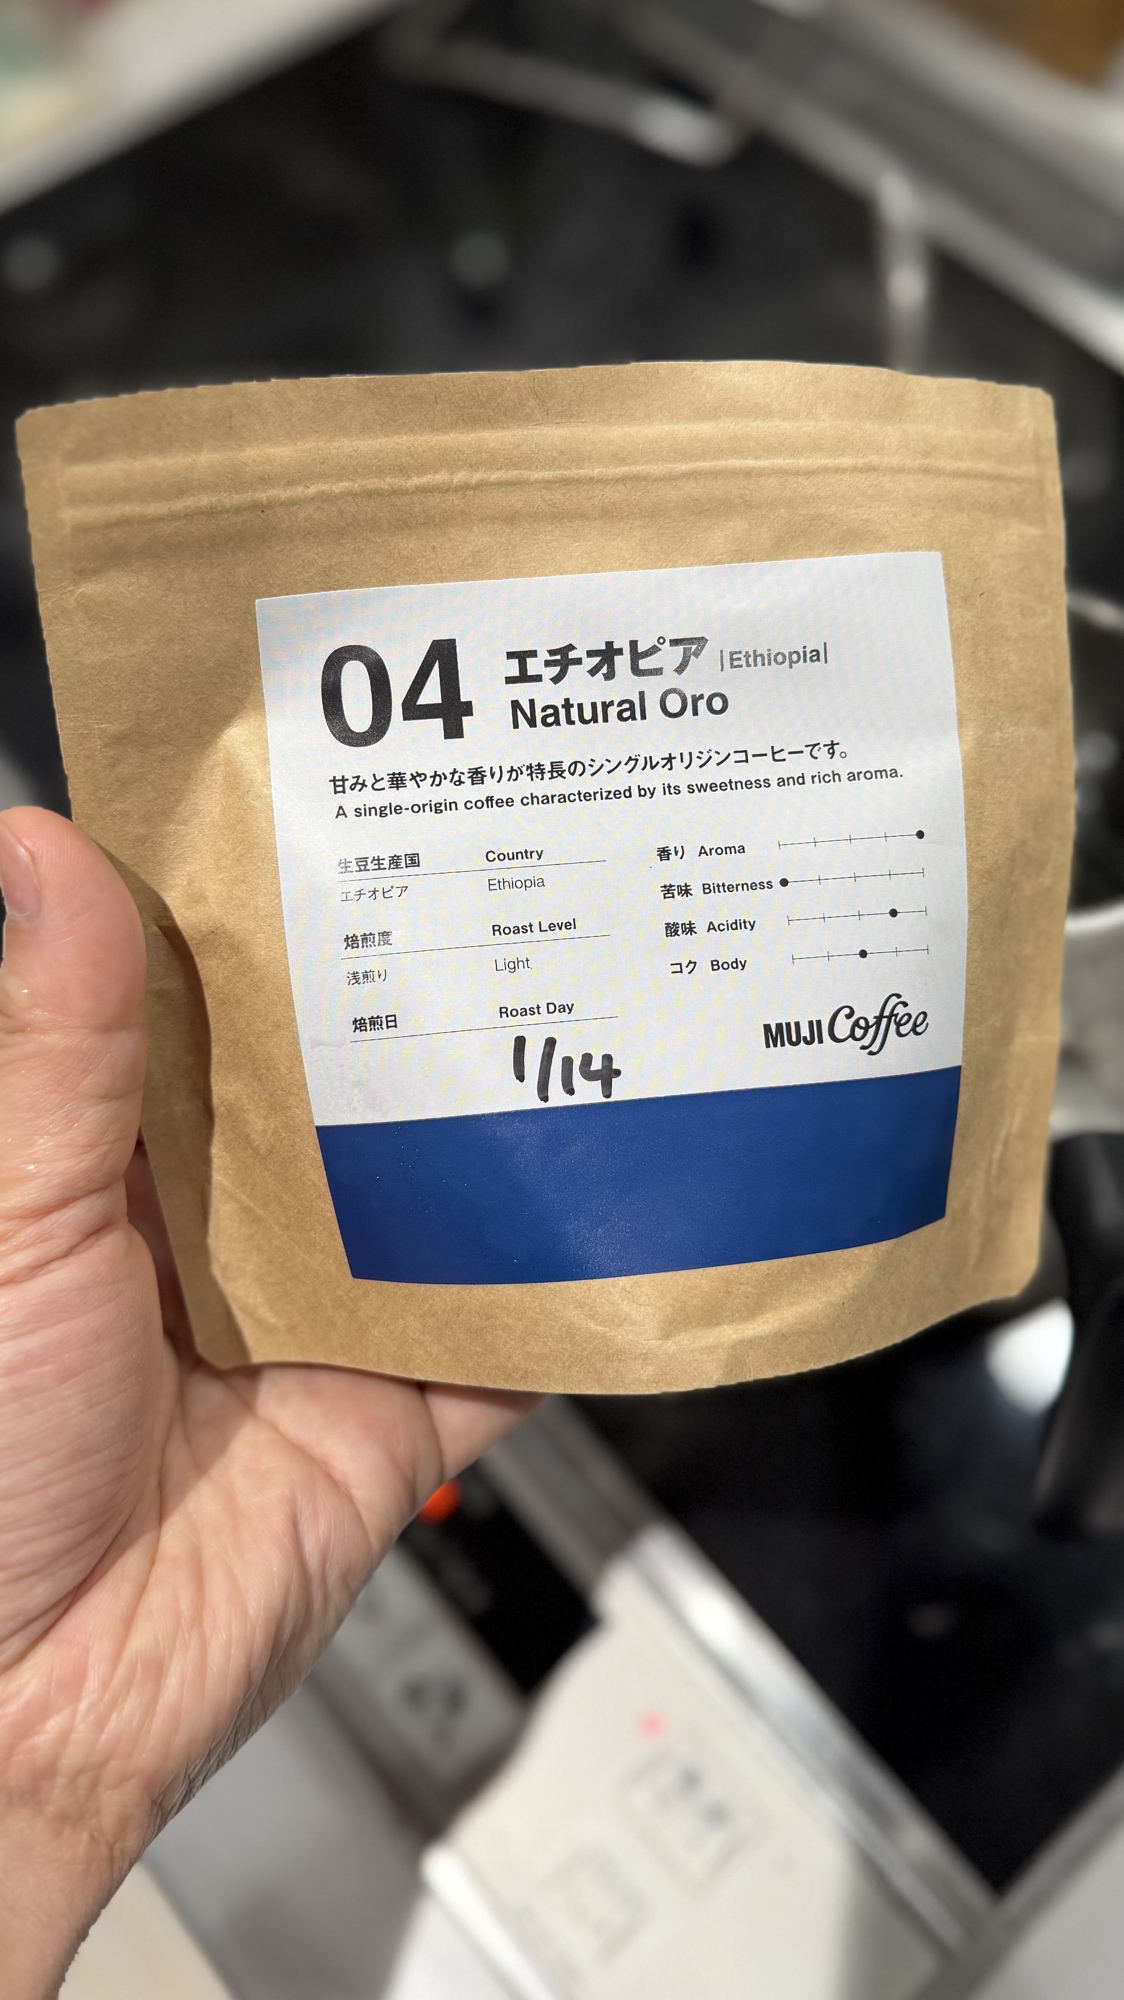 04 エチオピア |Ethiopia|
Natural Oro
甘みと華やかな香りが特長のシングルオリジンコーヒーです。
A single-origin coffee characterized by its sweetness and rich aroma.
生豆生産国 Country
エチオピア Ethiopia
焙煎度 Roast Level
浅煎り Light
焙煎日 Roast Day
1/14
香り Aroma
苦味 Bitterness
酸味 Acidity
コク Body
MUJI Coffee